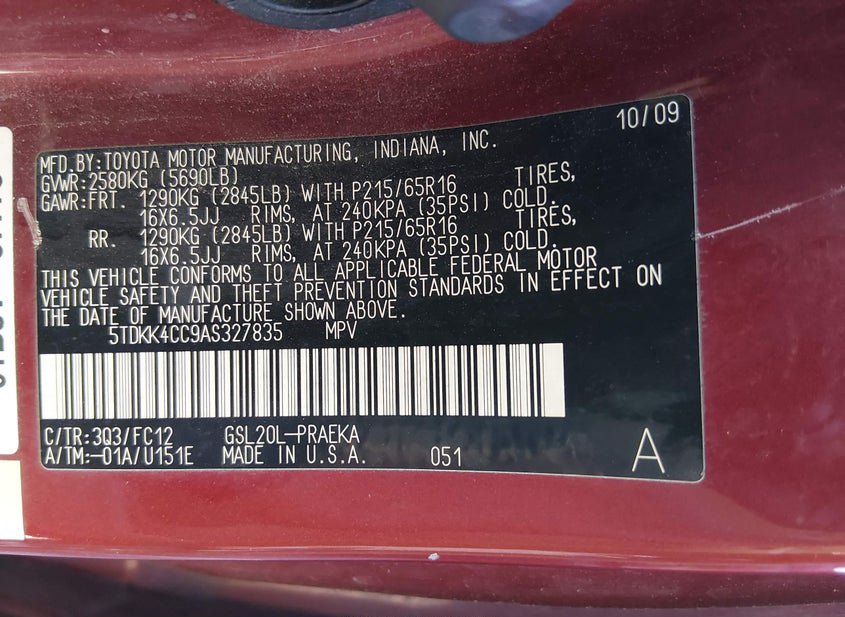 10/09
MFD.BY:TOYOTA MOTOR MANUFACTURING, INDIANA, INC.
GVWR:2580KG (5690LB)
GAWR:FRT. 1290KG (2845LB) WITH P215/65R16 TIRES,
16X6.5JJ RIMS, AT 240KPA (35PSI) COLD.
RR. 1290KG (2845LB) WITH P215/65R16 TIRES,
16X6.5JJ RIMS, AT 240KPA (35PSI) COLD.
THIS VEHICLE CONFORMS TO ALL APPLICABLE FEDERAL MOTOR
VEHICLE SAFETY AND THEFT PREVENTION STANDARDS IN EFFECT ON
THE DATE OF MANUFACTURE SHOWN ABOVE.
5TDKK4CC9AS327835 MPV
C/TR:3Q3/FC12 GSL20L-PRAEKA
A/TM:-01A/U151E MADE IN U.S.A. 051 A